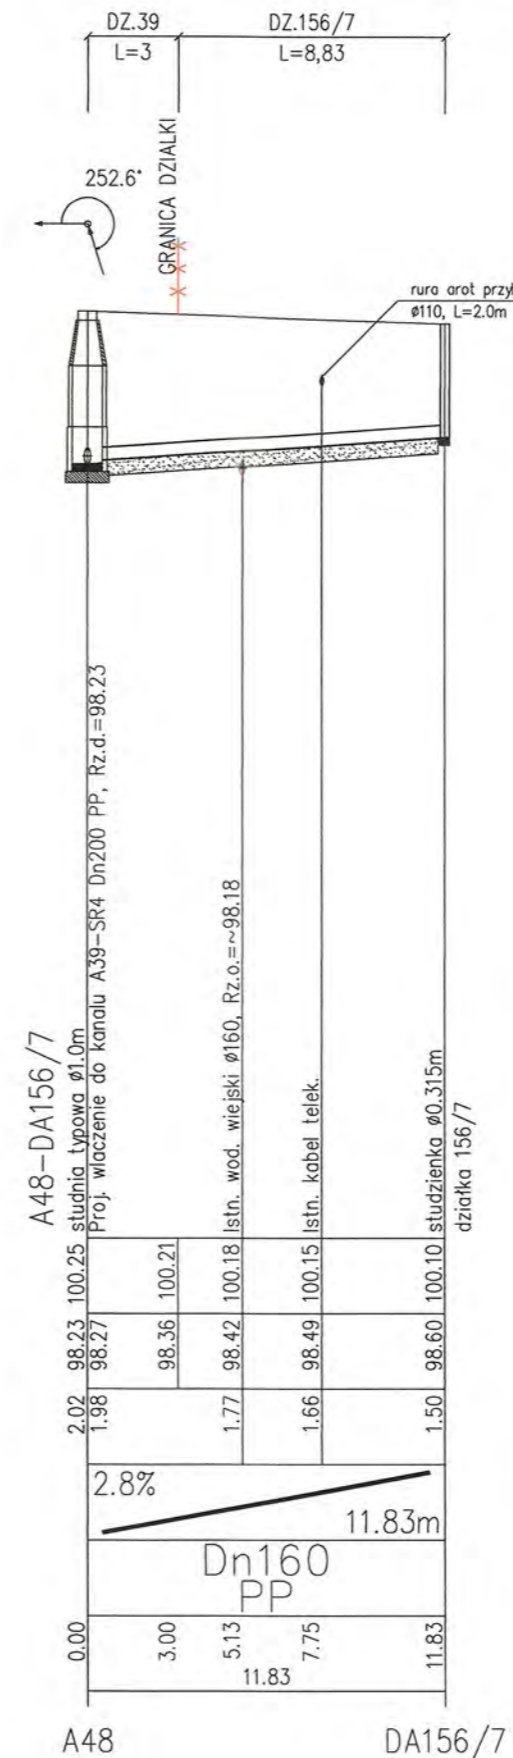 DZ.39
DZ.156/7
L=3
L=8,83
252.6°
GRANICA DZIALKI
rura arot przył
ø110, L=2.0m
A48-DA156/7
studnia typowa ø1.0m
Proj. wlaczenie do kanalu A39-SR4 Dn200 PP, Rz.d.=98.23
Istn. wod. wiejski ø160, Rz.o.=~98.18
Istn. kabel telek.
studzienka ø0.315m
działka 156/7
100.25 100.21 100.18 100.15 100.10
98.23 98.27 98.36 98.42 98.49 98.60
2.02 1.98 1.77 1.66 1.50
2.8%
11.83m
Dn160
PP
0.00 3.00 5.13 7.75 11.83
11.83
A48
DA156/7